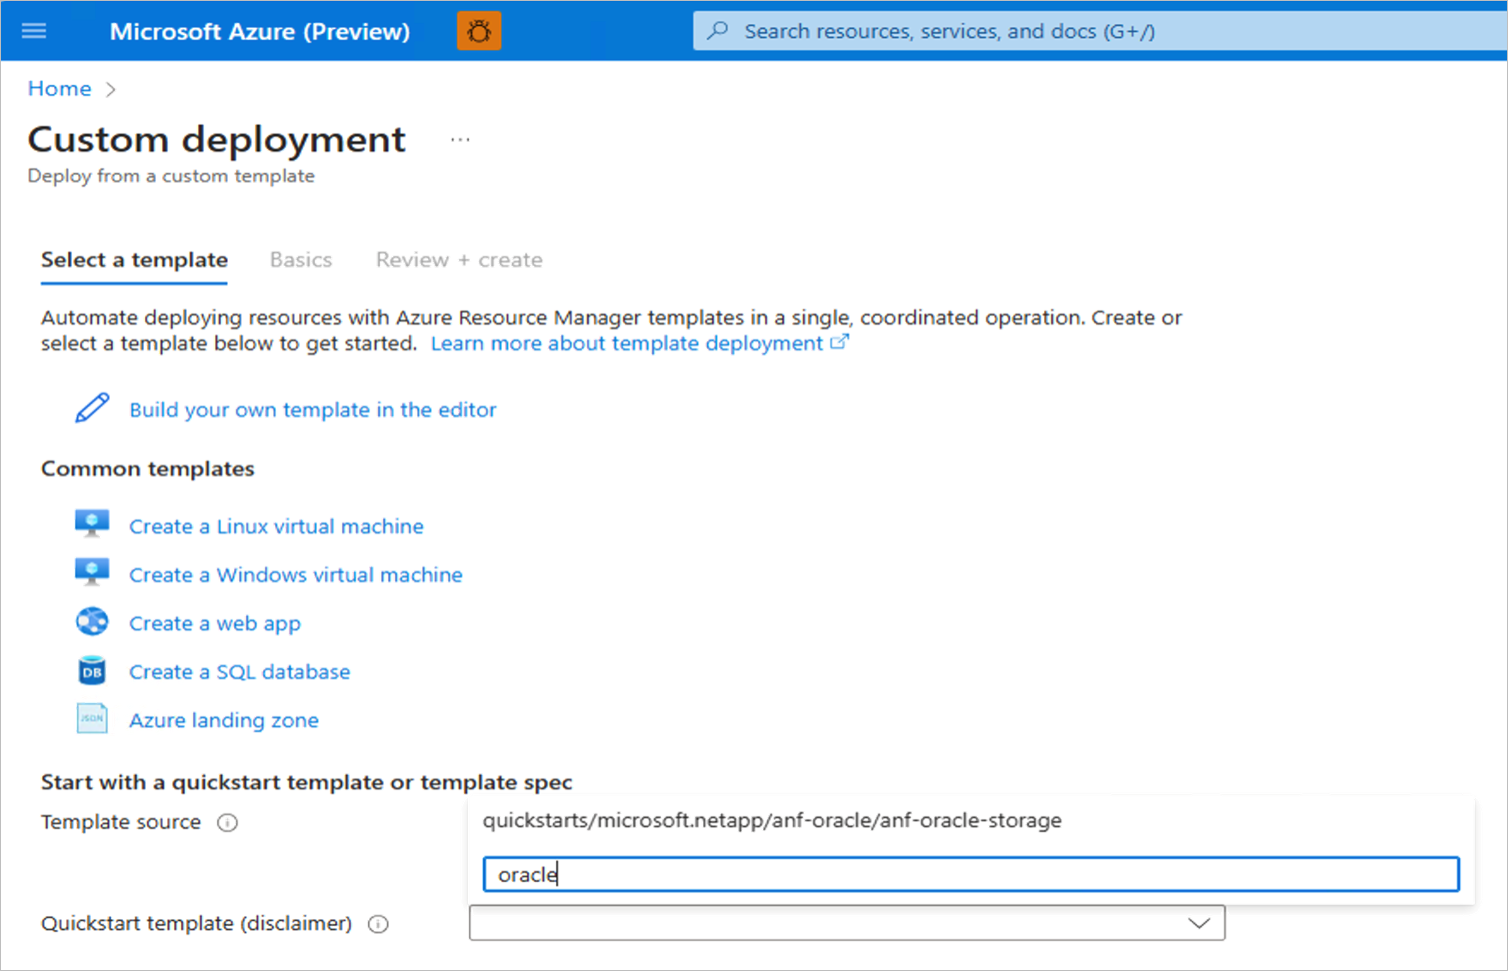 Microsoft Azure (Preview)
Search resources, services, and docs (G+/)
Home
Custom deployment
Deploy from a custom template
Select a template
Basics
Review + create
Automate deploying resources with Azure Resource Manager templates in a single, coordinated operation. Create or
select a template below to get started. Learn more about template deployment
Build your own template in the editor
Common templates
Create a Linux virtual machine
Create a Windows virtual machine
Create a web app
DB
Create a SQL database
JSON
Azure landing zone
Start with a quickstart template or template spec
Template source
quickstarts/microsoft.netapp/anf-oracle/anf-oracle-storage
oracle
Quickstart template (disclaimer)